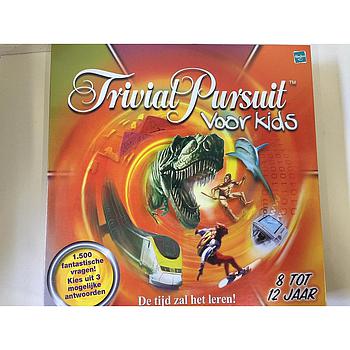 Trivial Pursuit™
voor kids
1.500
fantastische
vragen!
Kies uit 3
mogelijke
antwoorden
De tijd zal het leren!
8 TOT
12 JAAR